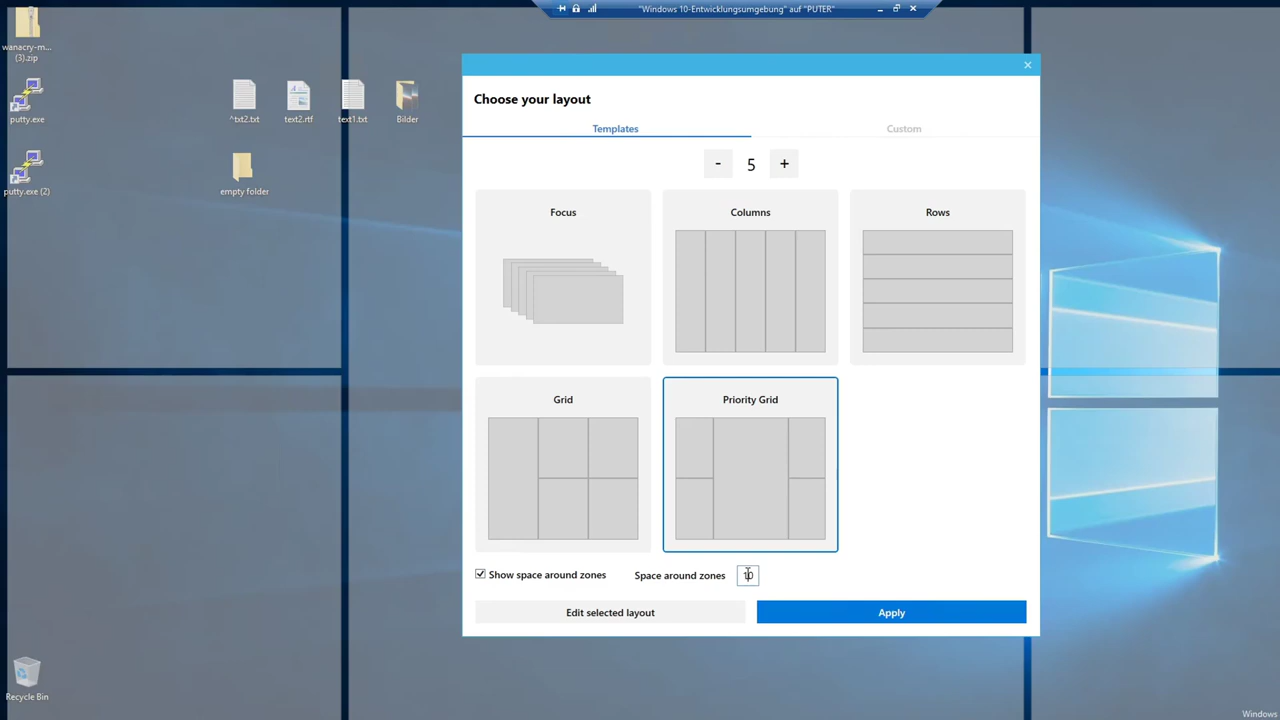 "Windows 10-Entwicklungsumgebung" auf "PUTER"
wanacry-m...
(3).zip
putty.exe
^txt2.txt
text2.rtf
text1.txt
Bilder
putty.exe (2)
empty folder
Choose your layout
Templates
Custom
- 5 +
Focus
Columns
Rows
Grid
Priority Grid
Show space around zones
Space around zones
10
Edit selected layout
Apply
Recycle Bin
Windows